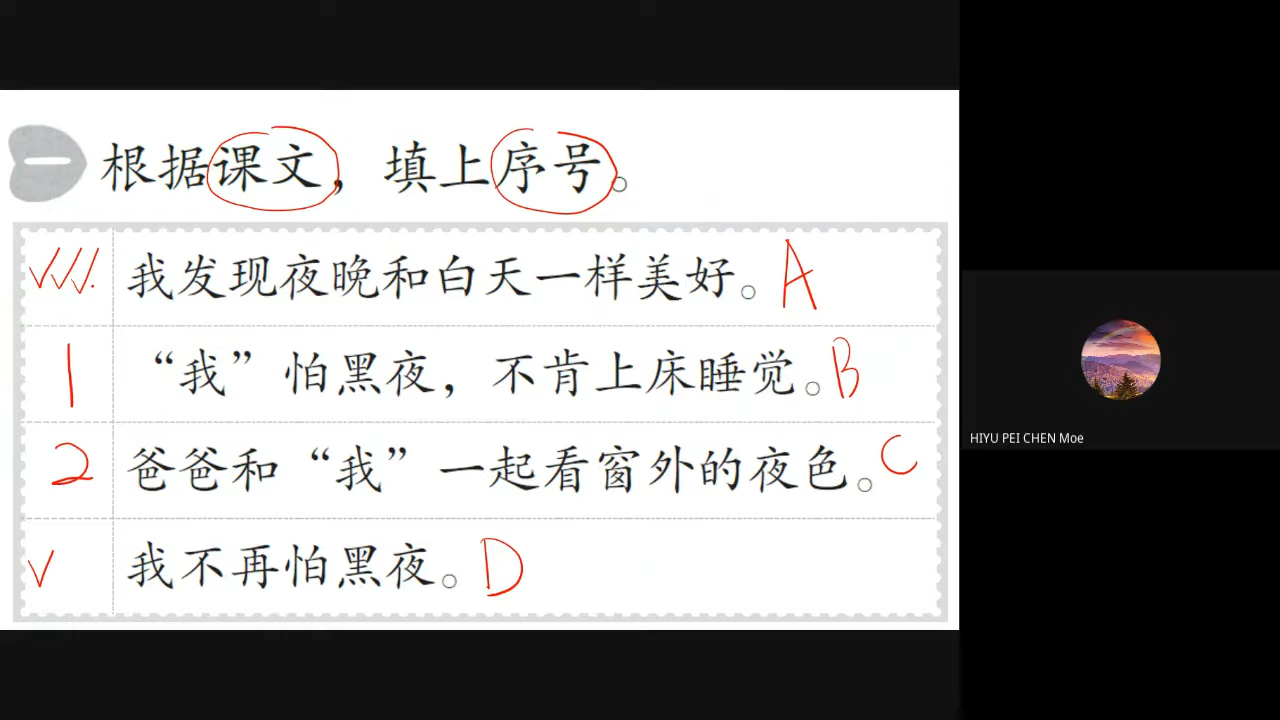 一 根据课文，填上序号。
我发现夜晚和白天一样美好。 A
1 “我”怕黑夜，不肯上床睡觉。 B
2 爸爸和“我”一起看窗外的夜色。 C
我不再怕黑夜。 D
HIYU PEI CHEN Moe